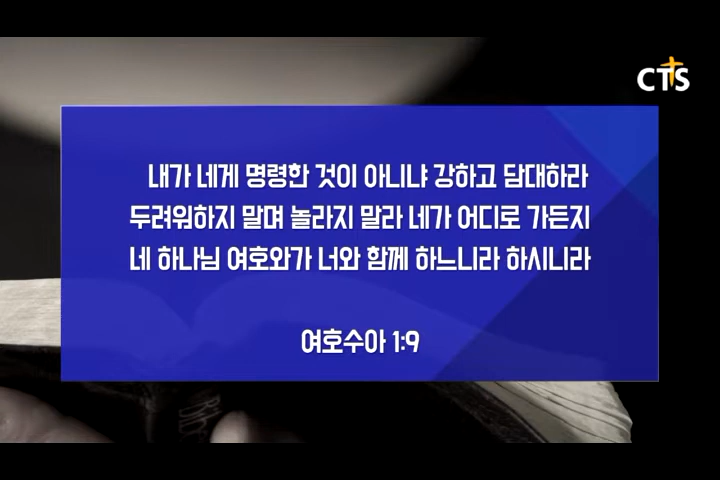 CTS
내가 네게 명령한 것이 아니냐 강하고 담대하라
두려워하지 말며 놀라지 말라 네가 어디로 가든지
네 하나님 여호와가 너와 함께 하느니라 하시니라
여호수아 1:9